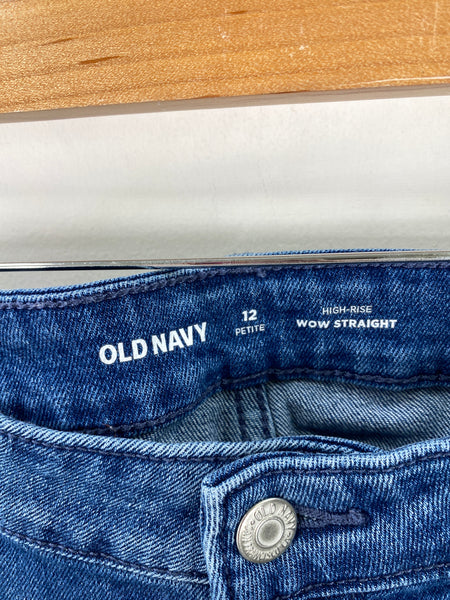 OLD NAVY
12
PETITE
HIGH-RISE
WOW STRAIGHT
OLD NAVY